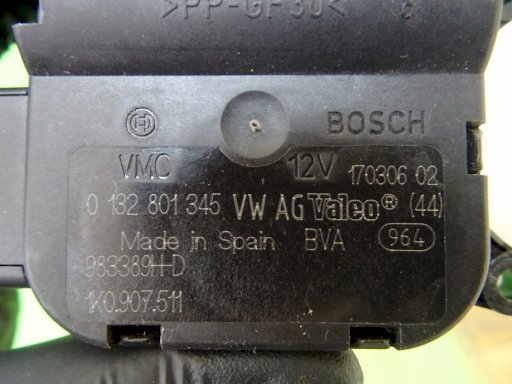 >PP-GF30<
BOSCH
VMC 12V 170306 02
0 132 801 345 VW AG Valeo® (44)
Made in Spain BVA 964
983389H-D
1K0.907.511